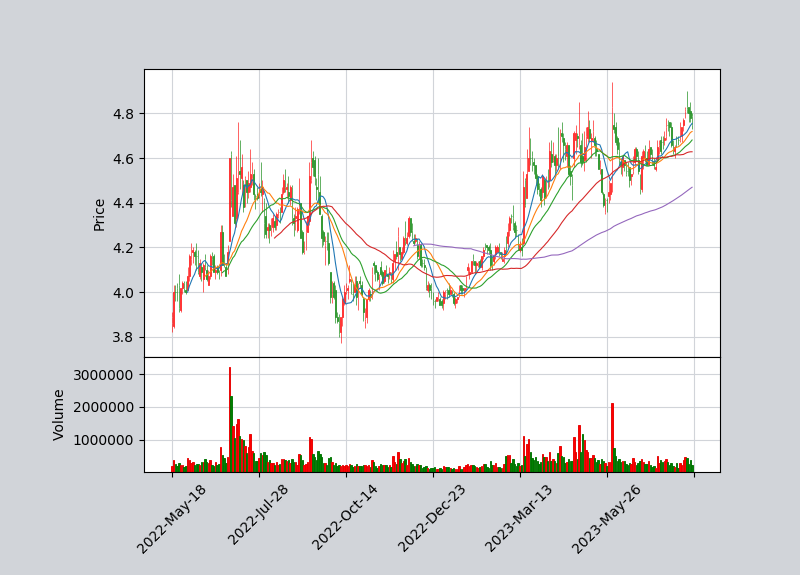 Price
4.8
4.6
4.4
4.2
4.0
3.8
Volume
3000000
2000000
1000000
2022-May-18
2022-Jul-28
2022-Oct-14
2022-Dec-23
2023-Mar-13
2023-May-26